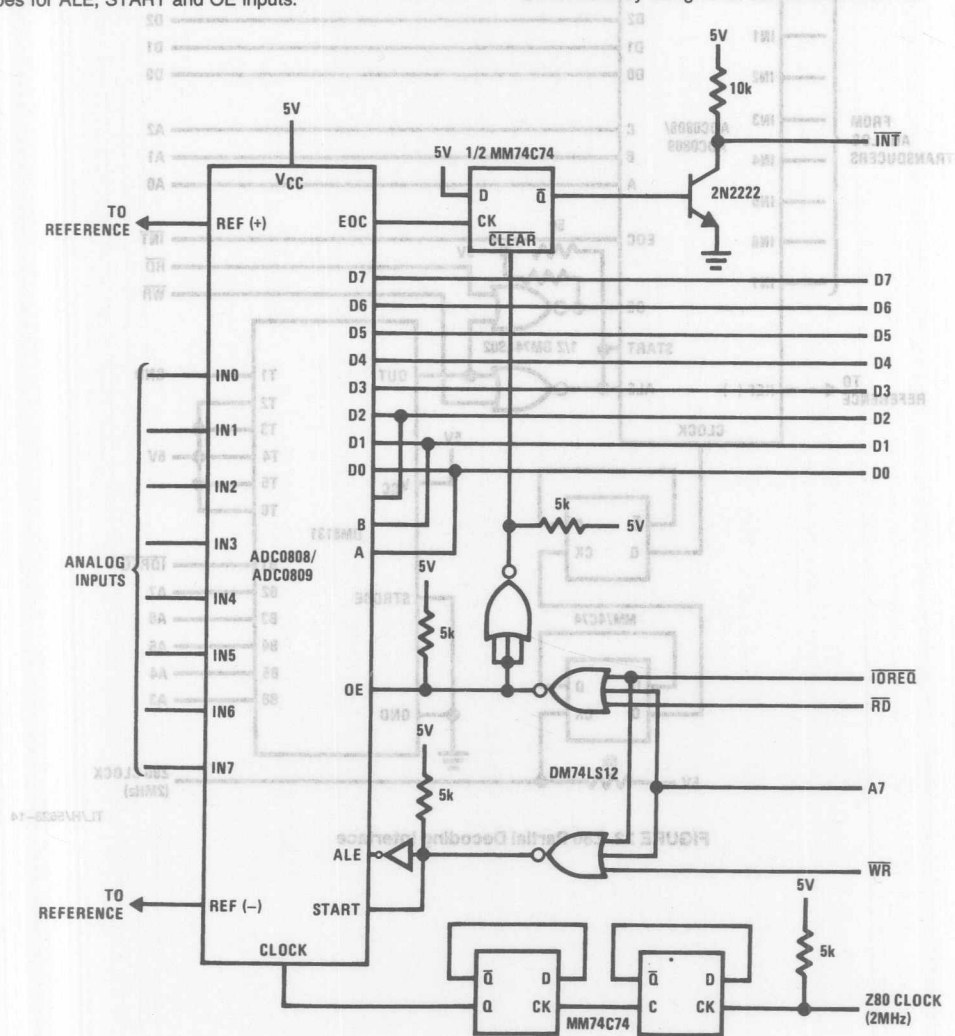 pes for ALE, START and OE inputs.
5V
10k
INT
5V
5V 1/2 MM74C74
VCC
D Q
2N2222
TO
REFERENCE
REF (+)
EOC
CK
CLEAR
D7 D7
D6 D6
D5 D5
D4 D4
IN0
D3 D3
D2 D2
IN1
D1 D1
D0 D0
IN2
5k
5V
B
IN3
A
ANALOG
INPUTS
ADC0808/
ADC0809
5V
IN4
5k
IN5
OE
IOREQ
RD
IN6
5V
DM74LS12
IN7
5k
A7
ALE
WR
TO
REFERENCE
REF (–)
START
5V
5k
CLOCK
Q D
Q CK
Q D
C CK
MM74C74
Z80 CLOCK
(2MHz)